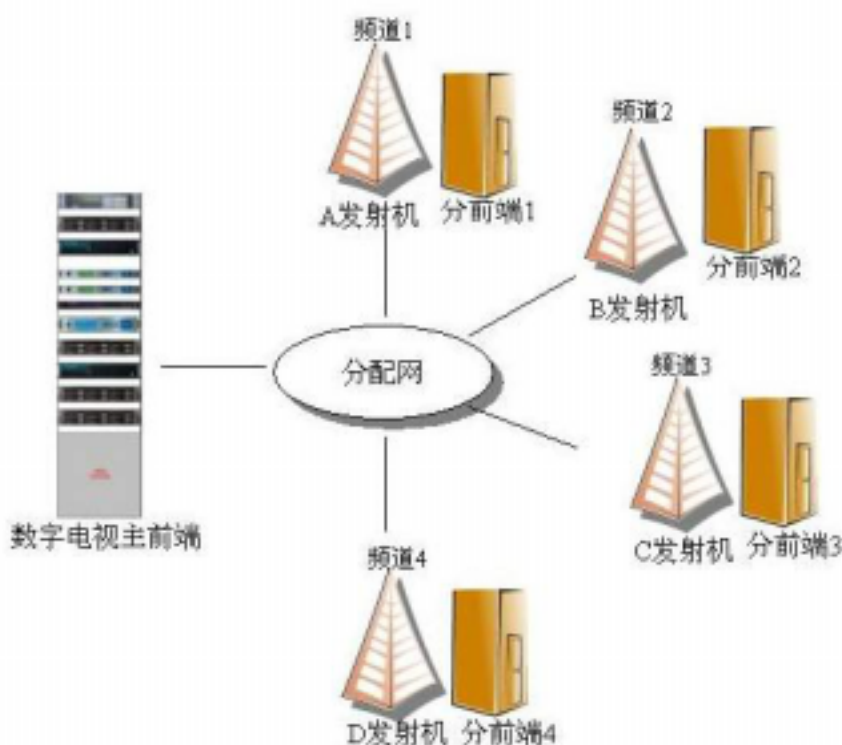 频道1
A发射机
分前端1
频道2
B发射机
分前端2
分配网
数字电视主前端
频道3
C发射机
分前端3
频道4
D发射机
分前端4